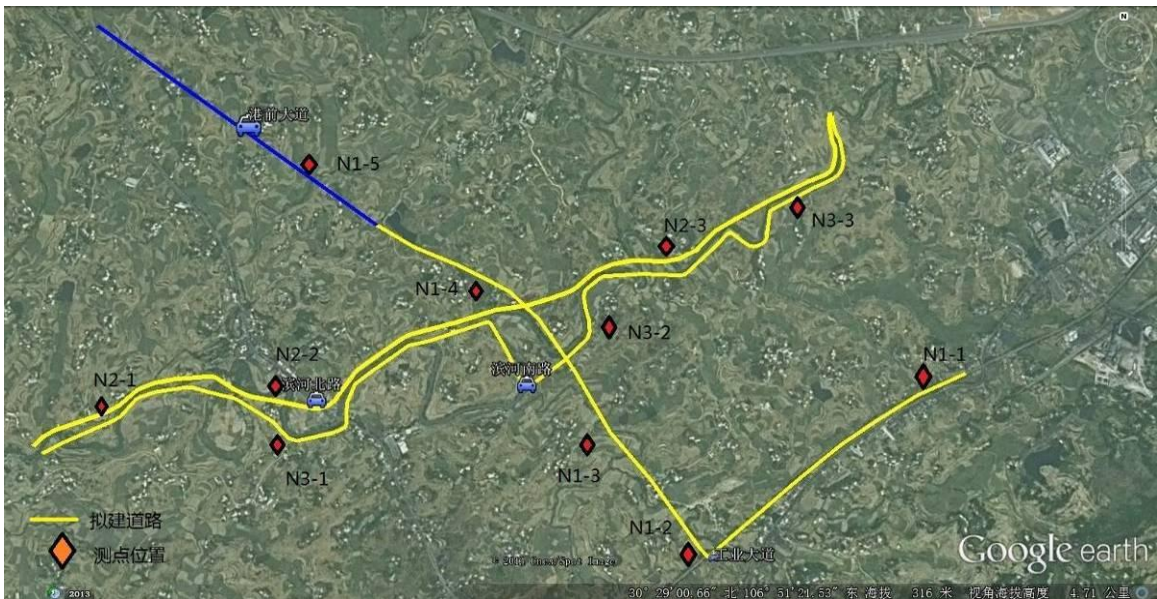 N
港前大道
N1-5
N3-3
N2-3
N1-4
N3-2
N1-1
滨河南路
N2-2
滨河北路
N2-1
N1-3
N3-1
N1-2
工业大道
拟建道路
测点位置
Google earth
2013
30° 29' 00.66" 北 106° 51' 21.53" 东 海拔 316 米 视角海拔高度 4.71 公里